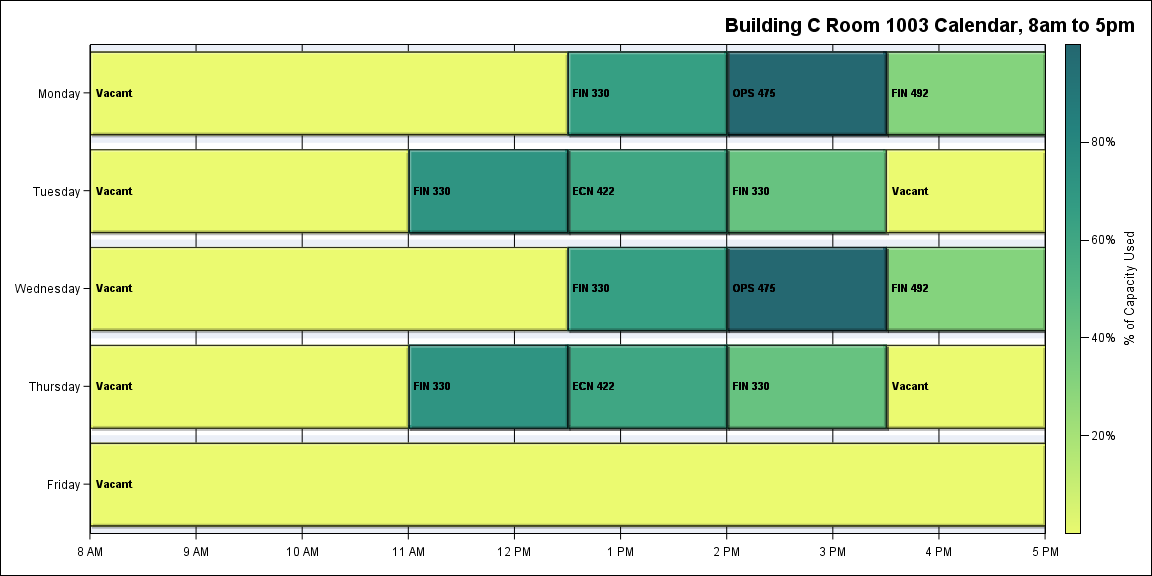 Building C Room 1003 Calendar, 8am to 5pm
Monday Vacant FIN 330 OPS 475 FIN 492
80%
Tuesday Vacant FIN 330 ECN 422 FIN 330 Vacant
60%
% of Capacity Used
Wednesday Vacant FIN 330 OPS 475 FIN 492
40%
Thursday Vacant FIN 330 ECN 422 FIN 330 Vacant
20%
Friday Vacant
8 AM 9 AM 10 AM 11 AM 12 PM 1 PM 2 PM 3 PM 4 PM 5 PM